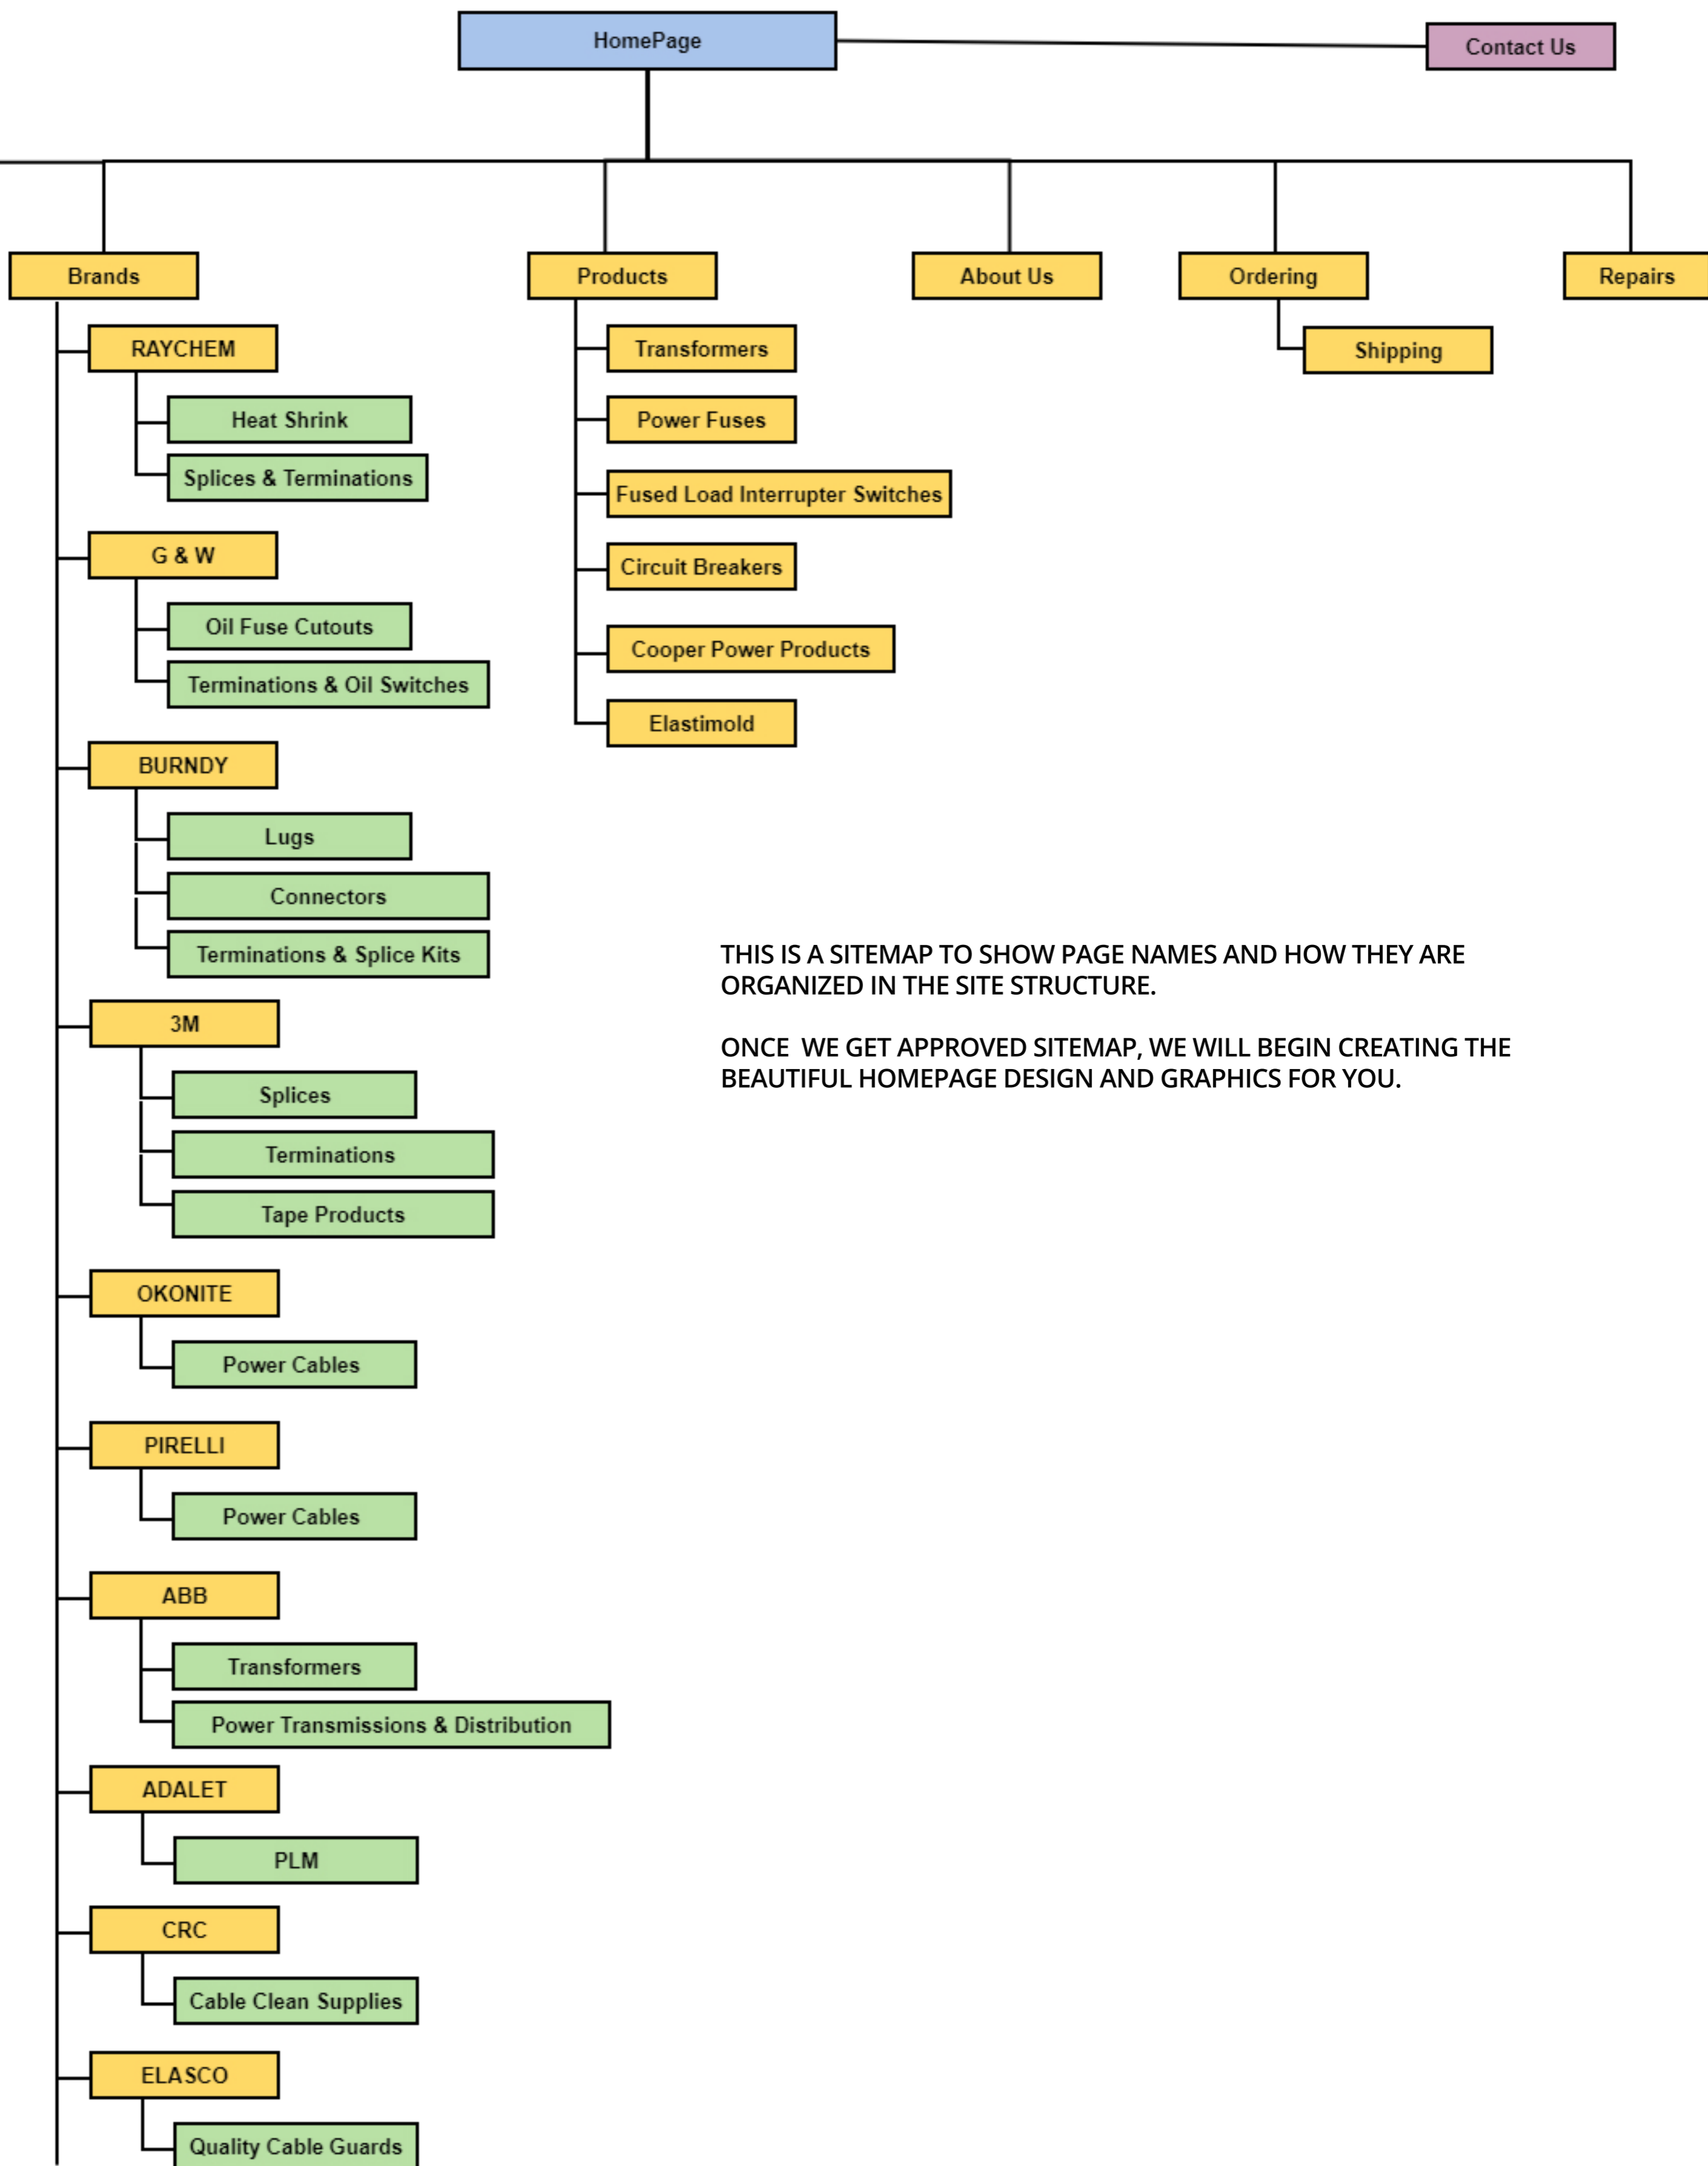 HomePage
Contact Us
Brands
Products
About Us
Ordering
Repairs
RAYCHEM
Heat Shrink
Splices & Terminations
G & W
Oil Fuse Cutouts
Terminations & Oil Switches
BURNDY
Lugs
Connectors
Terminations & Splice Kits
3M
Splices
Terminations
Tape Products
OKONITE
Power Cables
PIRELLI
Power Cables
ABB
Transformers
Power Transmissions & Distribution
ADALET
PLM
CRC
Cable Clean Supplies
ELASCO
Quality Cable Guards
Transformers
Power Fuses
Fused Load Interrupter Switches
Circuit Breakers
Cooper Power Products
Elastimold
Shipping
THIS IS A SITEMAP TO SHOW PAGE NAMES AND HOW THEY ARE
ORGANIZED IN THE SITE STRUCTURE.
ONCE WE GET APPROVED SITEMAP, WE WILL BEGIN CREATING THE
BEAUTIFUL HOMEPAGE DESIGN AND GRAPHICS FOR YOU.